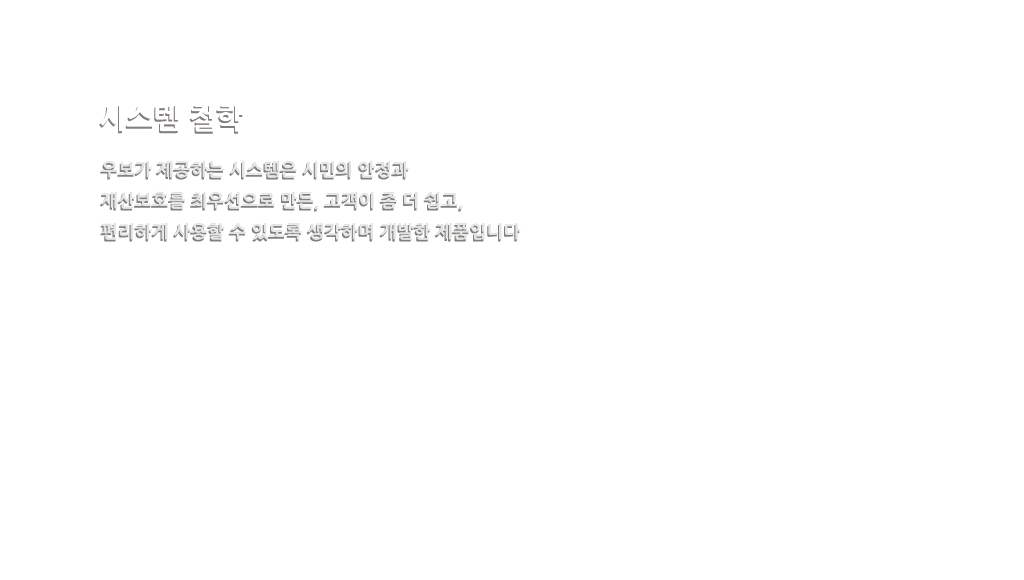 시스템 철학
우보가 제공하는 시스템은 시민의 안정과
재산보호를 최우선으로 만든, 고객이 좀 더 쉽고,
편리하게 사용할 수 있도록 생각하며 개발한 제품입니다